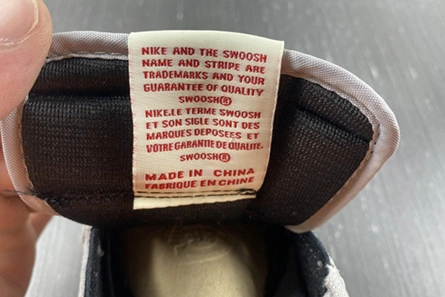 NIKE AND THE SWOOSH
NAME AND STRIPE ARE
TRADEMARKS AND YOUR
GUARANTEE OF QUALITY
SWOOSH®
NIKE.LE TERME SWOOSH
ET SON SIGLE SONT DES
MARQUES DEPOSEES ET
VOTRE GARANTIE DE QUALITE.
SWOOSH®
MADE IN CHINA
FABRIQUE EN CHINE